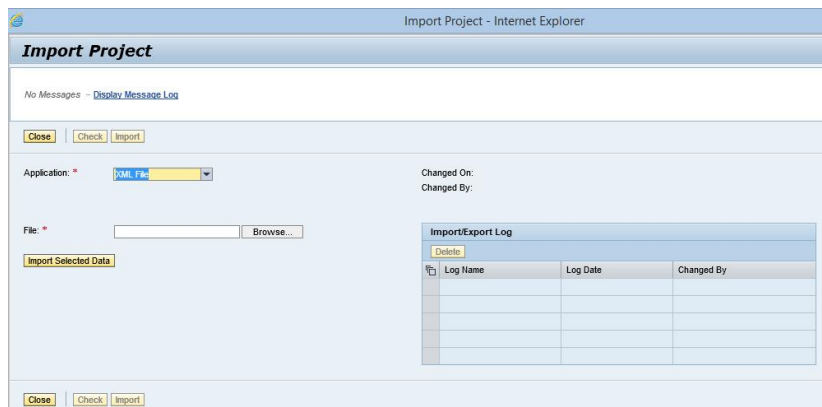 Import Project - Internet Explorer
Import Project
No Messages - Display Message Log
Close Check Import
Application: * XML File
Changed On:
Changed By:
File: * Browse...
Import Selected Data
Import/Export Log
Delete
Log Name Log Date Changed By
Close Check Import